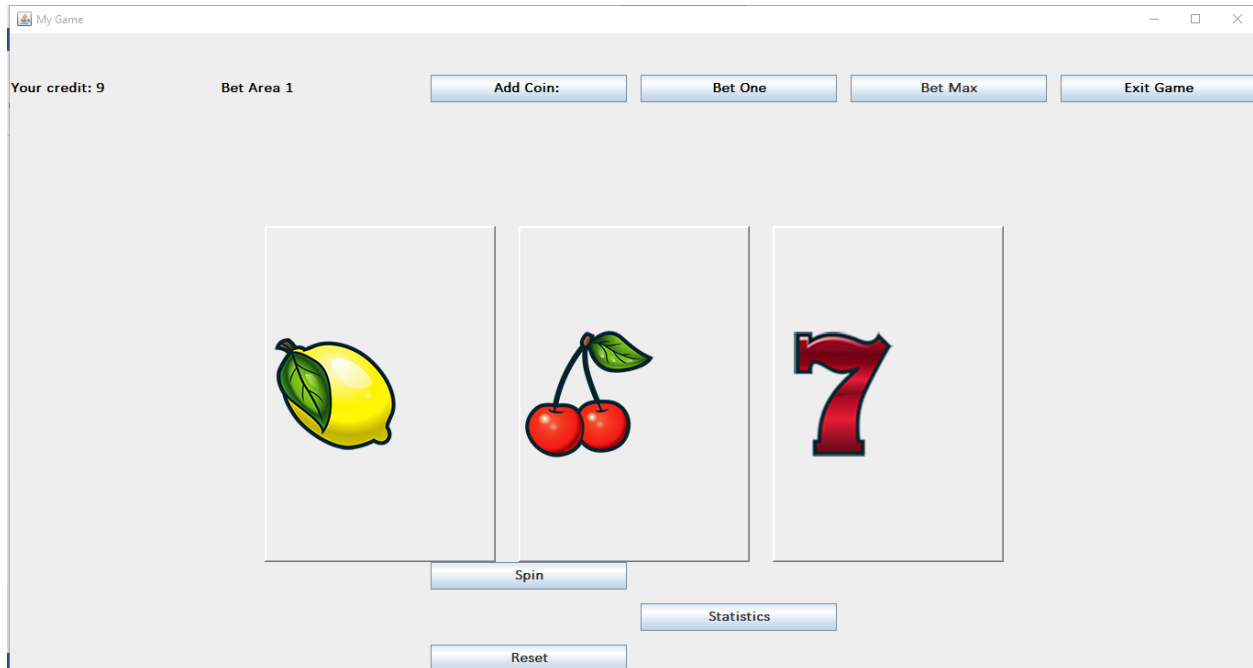 My Game
Your credit: 9 Bet Area 1 Add Coin: Bet One Bet Max Exit Game
7
Spin
Statistics
Reset